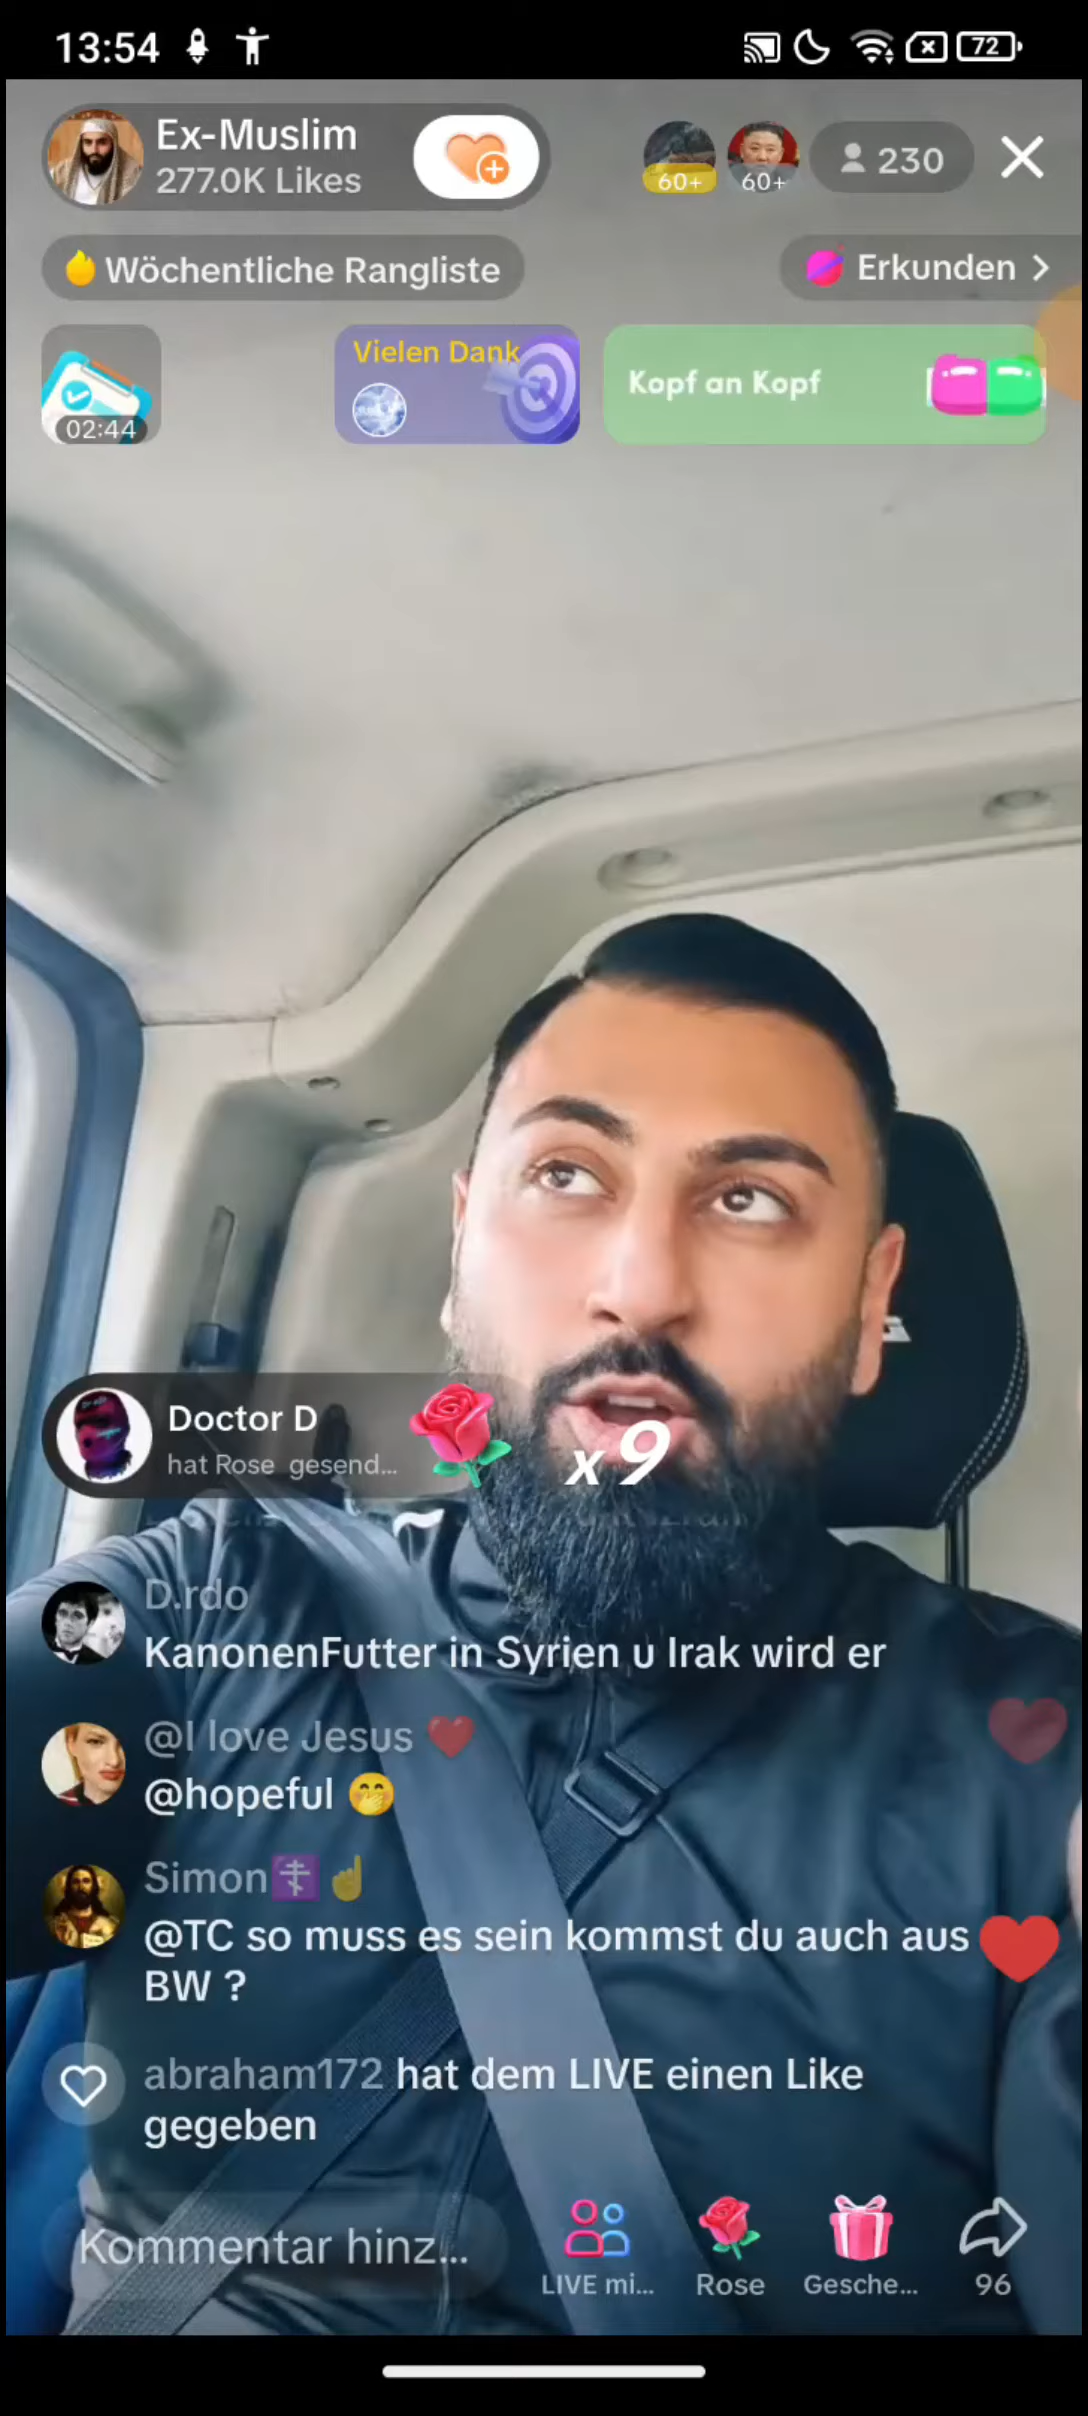 13:54
72
Ex-Muslim
277.0K Likes
60+
60+
230
Wöchentliche Rangliste
Erkunden >
02:44
Vielen Dank
Kopf an Kopf
Doctor D
hat Rose gesend...
x9
D.rdo
KanonenFutter in Syrien u Irak wird er
@I love Jesus ❤️
@hopeful 🤭
Simon☦️☝️
@TC so muss es sein kommst du auch aus
BW ?
abraham172 hat dem LIVE einen Like
gegeben
Kommentar hinz...
LIVE mi...
Rose
Gesche...
96